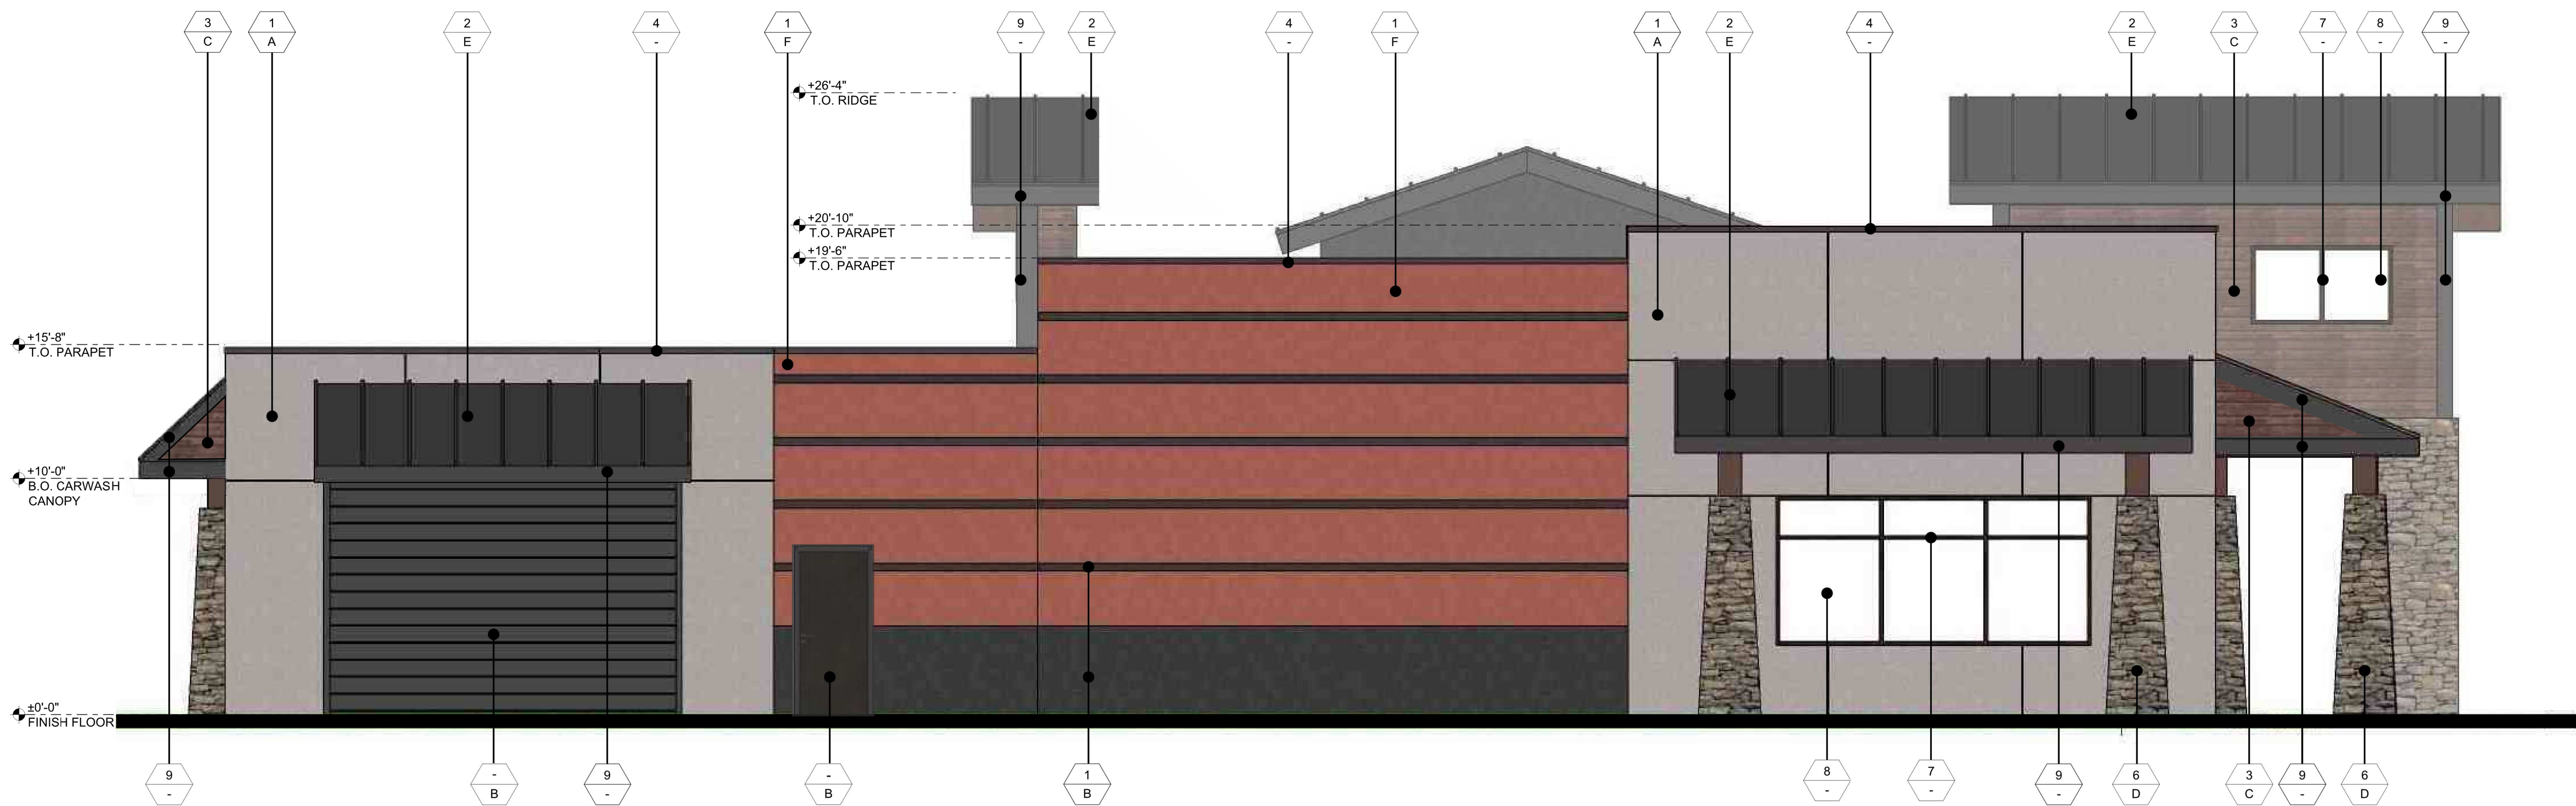 3
C
1
A
2
E
4
-
1
F
9
-
2
E
4
-
1
F
1
A
2
E
4
-
2
E
3
C
7
-
8
-
9
-
+26'-4"
T.O. RIDGE
+20'-10"
T.O. PARAPET
+19'-6"
T.O. PARAPET
+15'-8"
T.O. PARAPET
+10'-0"
B.O. CARWASH
CANOPY
±0'-0"
FINISH FLOOR
9
-
-
B
9
-
-
B
1
B
8
-
7
-
9
-
6
D
3
C
9
-
6
D